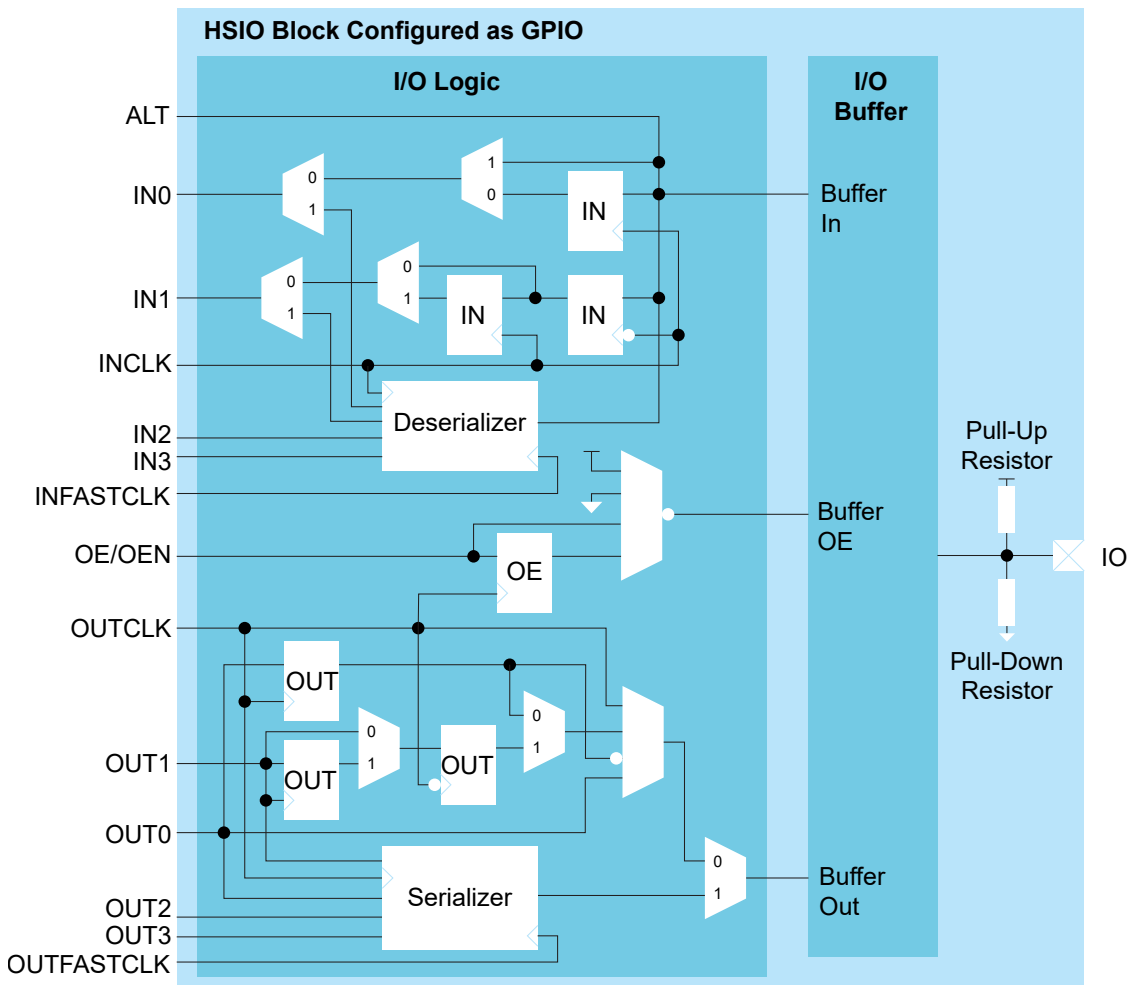 HSIO Block Configured as GPIO
I/O Logic
I/O
Buffer
ALT
IN0
IN1
INCLK
IN2
IN3
INFASTCLK
OE/OEN
OUTCLK
OUT1
OUT0
OUT2
OUT3
OUTFASTCLK
0
1
1
0
IN
0
1
0
1
IN
IN
Deserializer
OE
OUT
OUT
0
1
OUT
0
1
Serializer
0
1
Buffer
In
Buffer
OE
Buffer
Out
Pull-Up
Resistor
IO
Pull-Down
Resistor